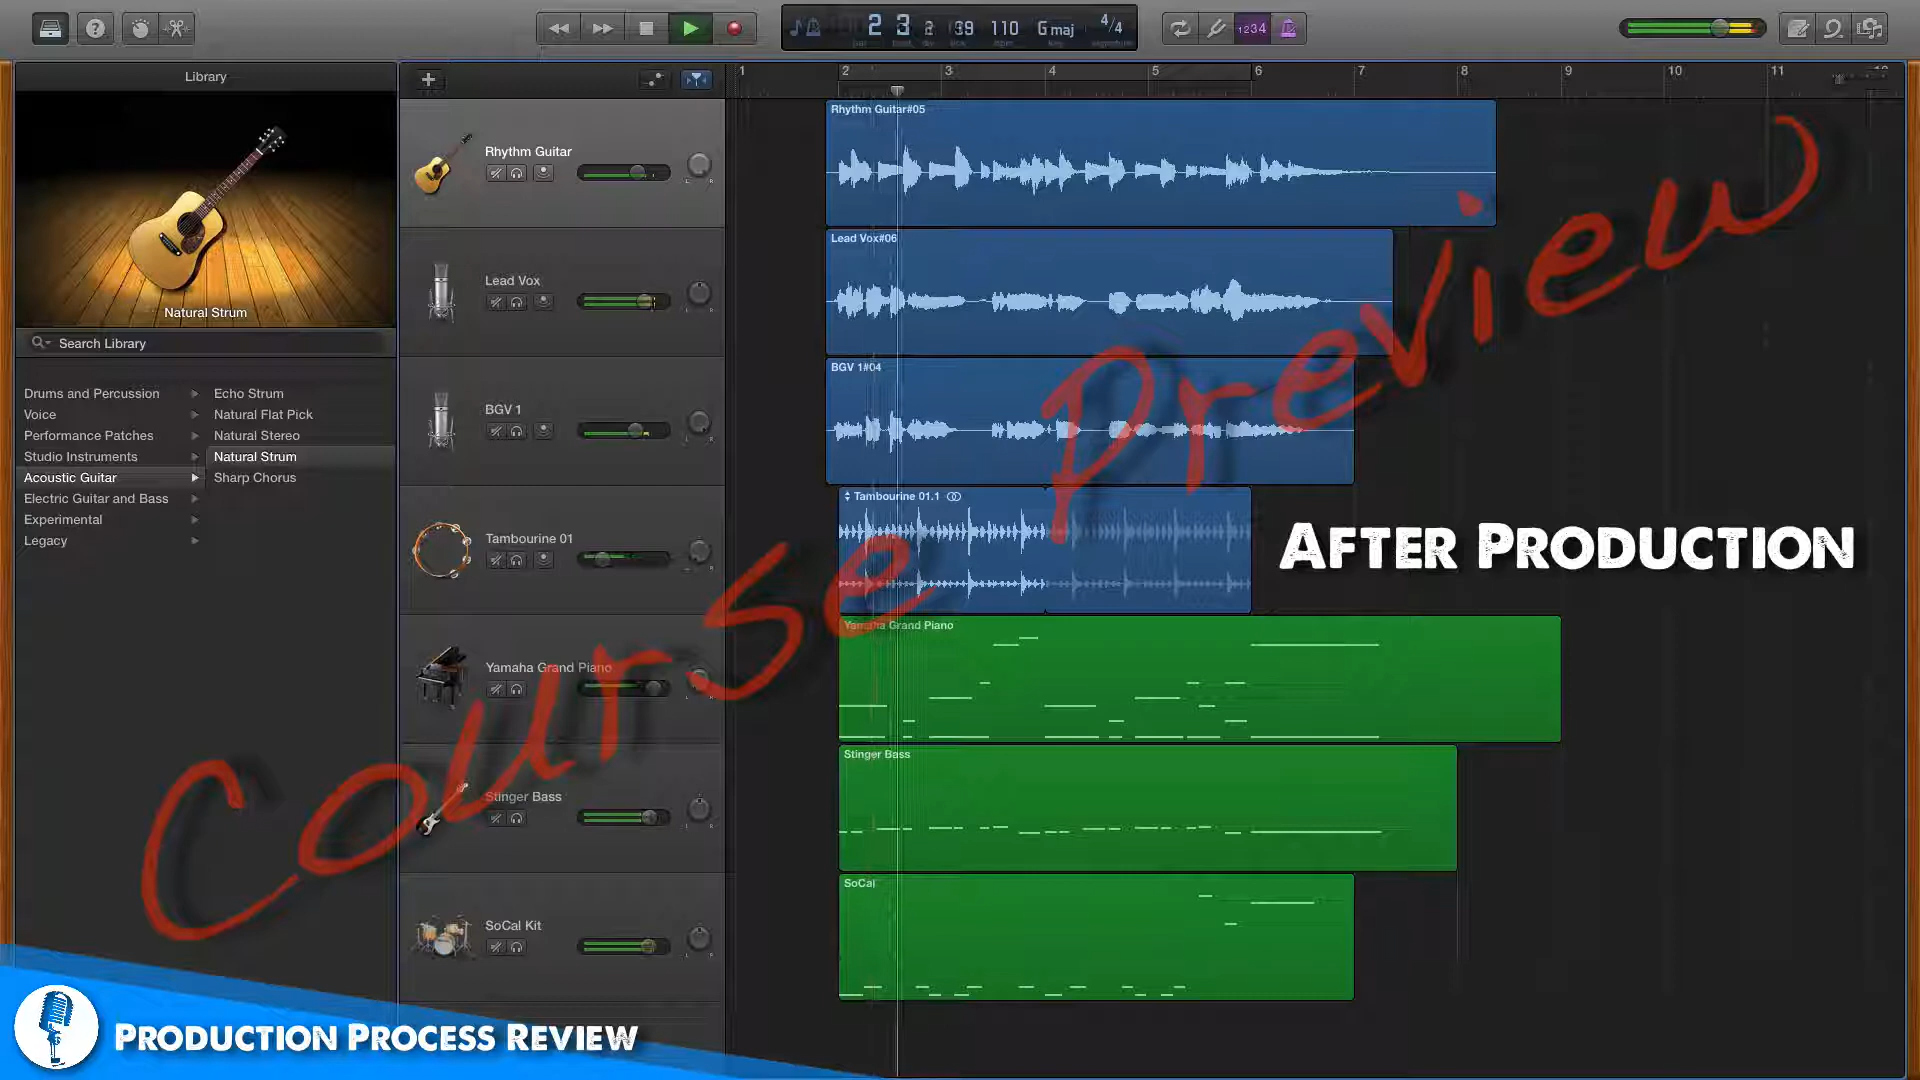 2 3 2 39 110 G maj 4/4
1234
Library
1 2 3 4 5 6 7 8 9 10 11
Natural Strum
Search Library
Drums and Percussion
Voice
Performance Patches
Studio Instruments
Acoustic Guitar
Electric Guitar and Bass
Experimental
Legacy
Echo Strum
Natural Flat Pick
Natural Stereo
Natural Strum
Sharp Chorus
Rhythm Guitar
Lead Vox
BGV 1
Tambourine 01
Yamaha Grand Piano
Stinger Bass
SoCal Kit
Rhythm Guitar#05
Lead Vox#06
BGV 1#04
Tambourine 01.1
Yamaha Grand Piano
Stinger Bass
SoCal
Course Preview
After Production
Production Process Review